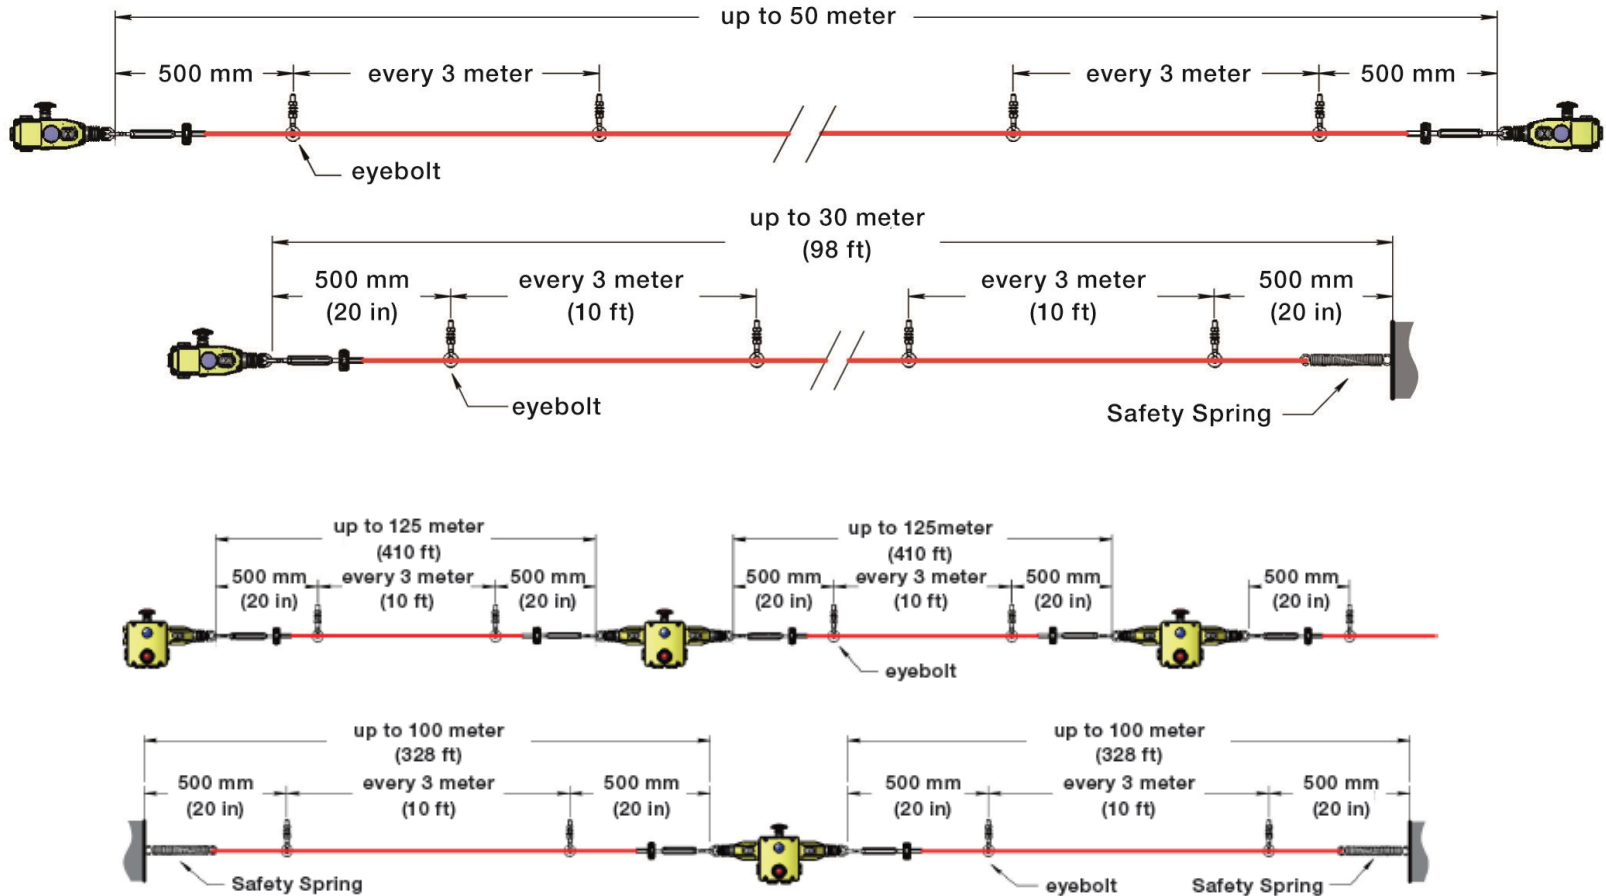 up to 50 meter
500 mm
every 3 meter
every 3 meter
500 mm
eyebolt
up to 30 meter
(98 ft)
500 mm
(20 in)
every 3 meter
(10 ft)
every 3 meter
(10 ft)
500 mm
(20 in)
eyebolt
Safety Spring
up to 125 meter
(410 ft)
up to 125meter
(410 ft)
500 mm
(20 in)
every 3 meter
(10 ft)
500 mm
(20 in)
500 mm
(20 in)
every 3 meter
(10 ft)
500 mm
(20 in)
500 mm
(20 in)
eyebolt
up to 100 meter
(328 ft)
up to 100 meter
(328 ft)
500 mm
(20 in)
every 3 meter
(10 ft)
500 mm
(20 in)
500 mm
(20 in)
every 3 meter
(10 ft)
500 mm
(20 in)
Safety Spring
eyebolt
Safety Spring